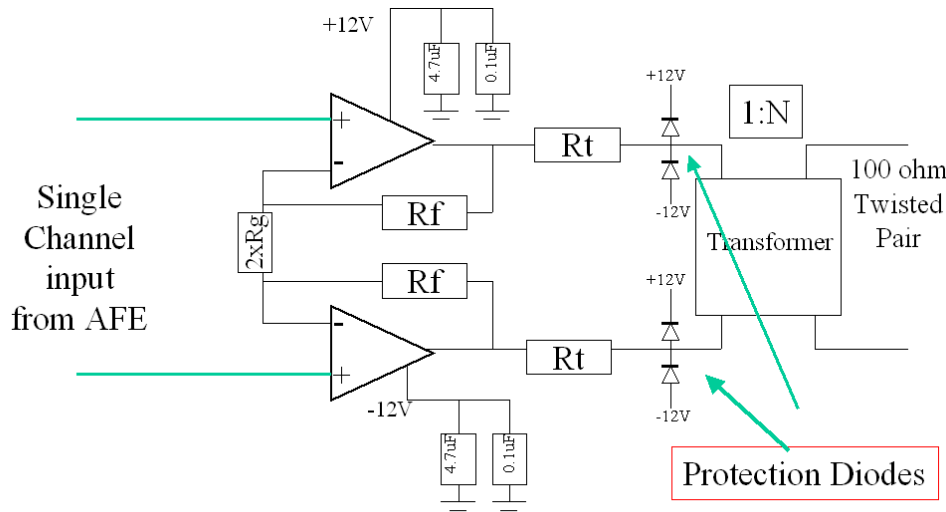 +12V
4.7uF
0.1uF
+12V
1:N
+
-
Rt
-12V
100 ohm
Twisted
Pair
Single
Channel
input
from AFE
Rf
2xRg
Transformer
Rf
+12V
-
+
Rt
-12V
-12V
4.7uF
0.1uF
Protection Diodes